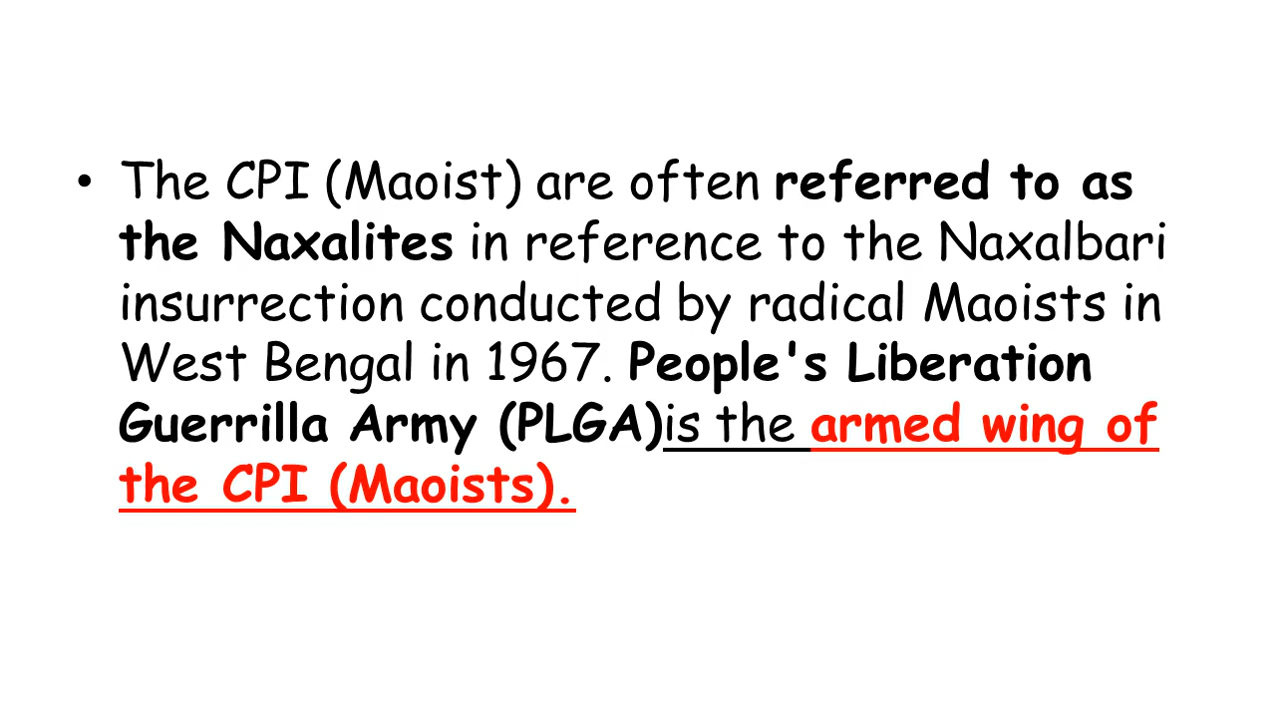 • The CPI (Maoist) are often referred to as
the Naxalites in reference to the Naxalbari
insurrection conducted by radical Maoists in
West Bengal in 1967. People's Liberation
Guerrilla Army (PLGA)is the armed wing of
the CPI (Maoists).